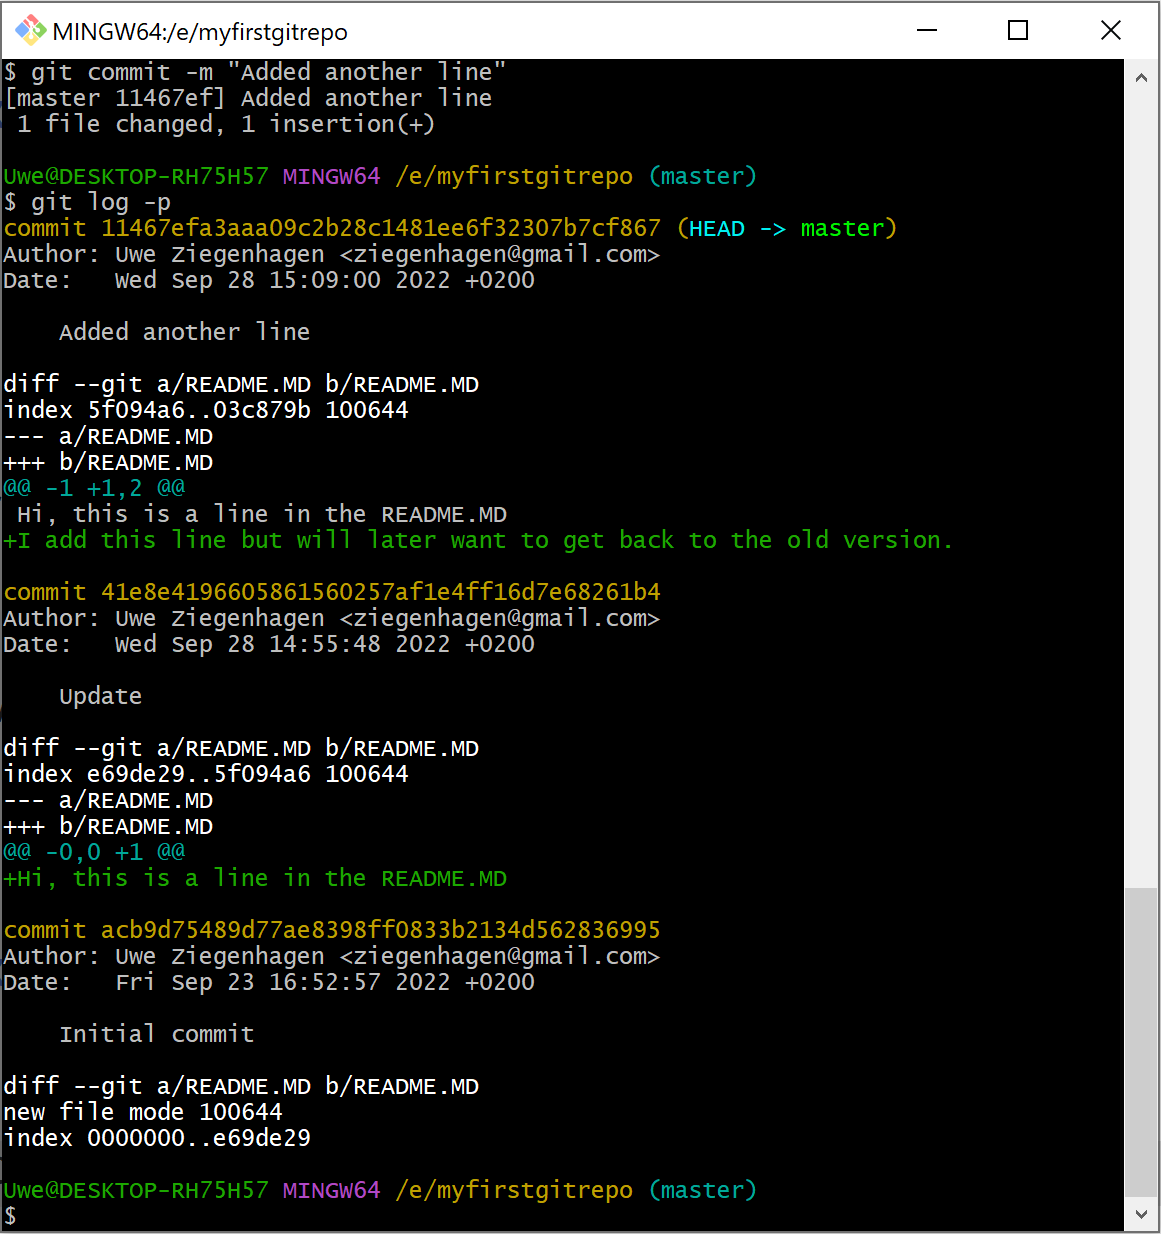 MINGW64:/e/myfirstgitrepo
$ git commit -m "Added another line"
[master 11467ef] Added another line
 1 file changed, 1 insertion(+)

Uwe@DESKTOP-RH75H57 MINGW64 /e/myfirstgitrepo (master)
$ git log -p
commit 11467efa3aaa09c2b28c1481ee6f32307b7cf867 (HEAD -> master)
Author: Uwe Ziegenhagen <ziegenhagen@gmail.com>
Date:   Wed Sep 28 15:09:00 2022 +0200

    Added another line

diff --git a/README.MD b/README.MD
index 5f094a6..03c879b 100644
--- a/README.MD
+++ b/README.MD
@@ -1 +1,2 @@
 Hi, this is a line in the README.MD
+I add this line but will later want to get back to the old version.

commit 41e8e4196605861560257af1e4ff16d7e68261b4
Author: Uwe Ziegenhagen <ziegenhagen@gmail.com>
Date:   Wed Sep 28 14:55:48 2022 +0200

    Update

diff --git a/README.MD b/README.MD
index e69de29..5f094a6 100644
--- a/README.MD
+++ b/README.MD
@@ -0,0 +1 @@
+Hi, this is a line in the README.MD

commit acb9d75489d77ae8398ff0833b2134d562836995
Author: Uwe Ziegenhagen <ziegenhagen@gmail.com>
Date:   Fri Sep 23 16:52:57 2022 +0200

    Initial commit

diff --git a/README.MD b/README.MD
new file mode 100644
index 0000000..e69de29

Uwe@DESKTOP-RH75H57 MINGW64 /e/myfirstgitrepo (master)
$